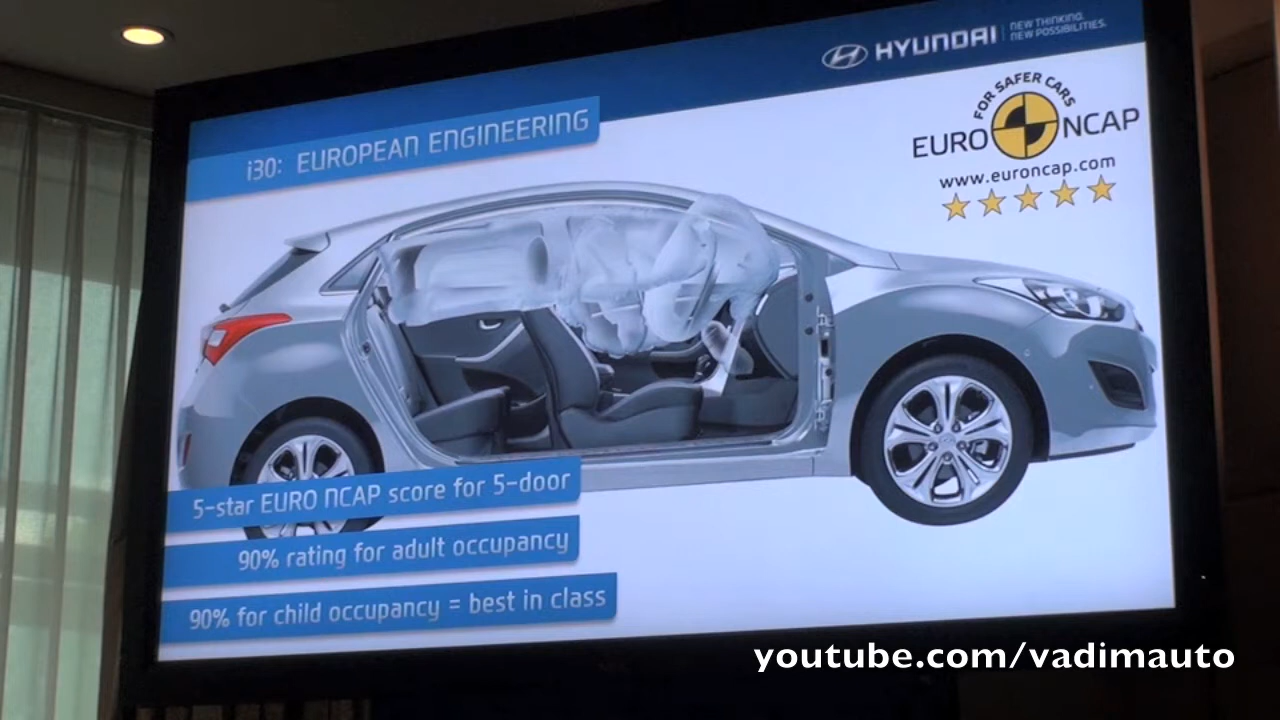 HYUNDAI
NEW THINKING.
NEW POSSIBILITIES.
i30: EUROPEAN ENGINEERING
FOR SAFER CARS
EURO NCAP
www.euroncap.com
5-star EURO NCAP score for 5-door
90% rating for adult occupancy
90% for child occupancy = best in class
youtube.com/vadimauto